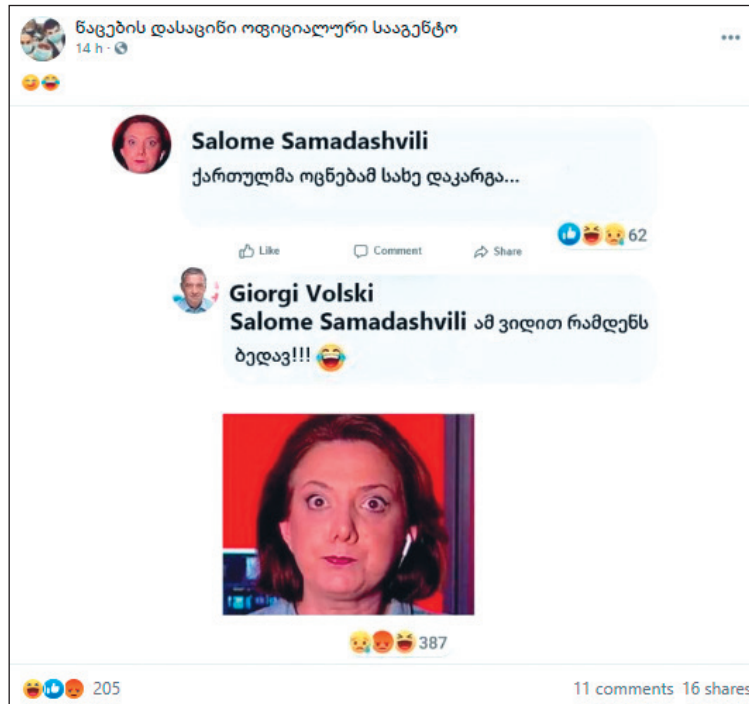 ნაცების დასაცინი ოფიციალური სააგენტო
14 h ·
Salome Samadashvili
ქართულმა ოცნებამ სახე დაკარგა...
62
Like Comment Share
Giorgi Volski
Salome Samadashvili ამ ვიდით რამდენს
ბედავ!!!
387
205 11 comments 16 shares